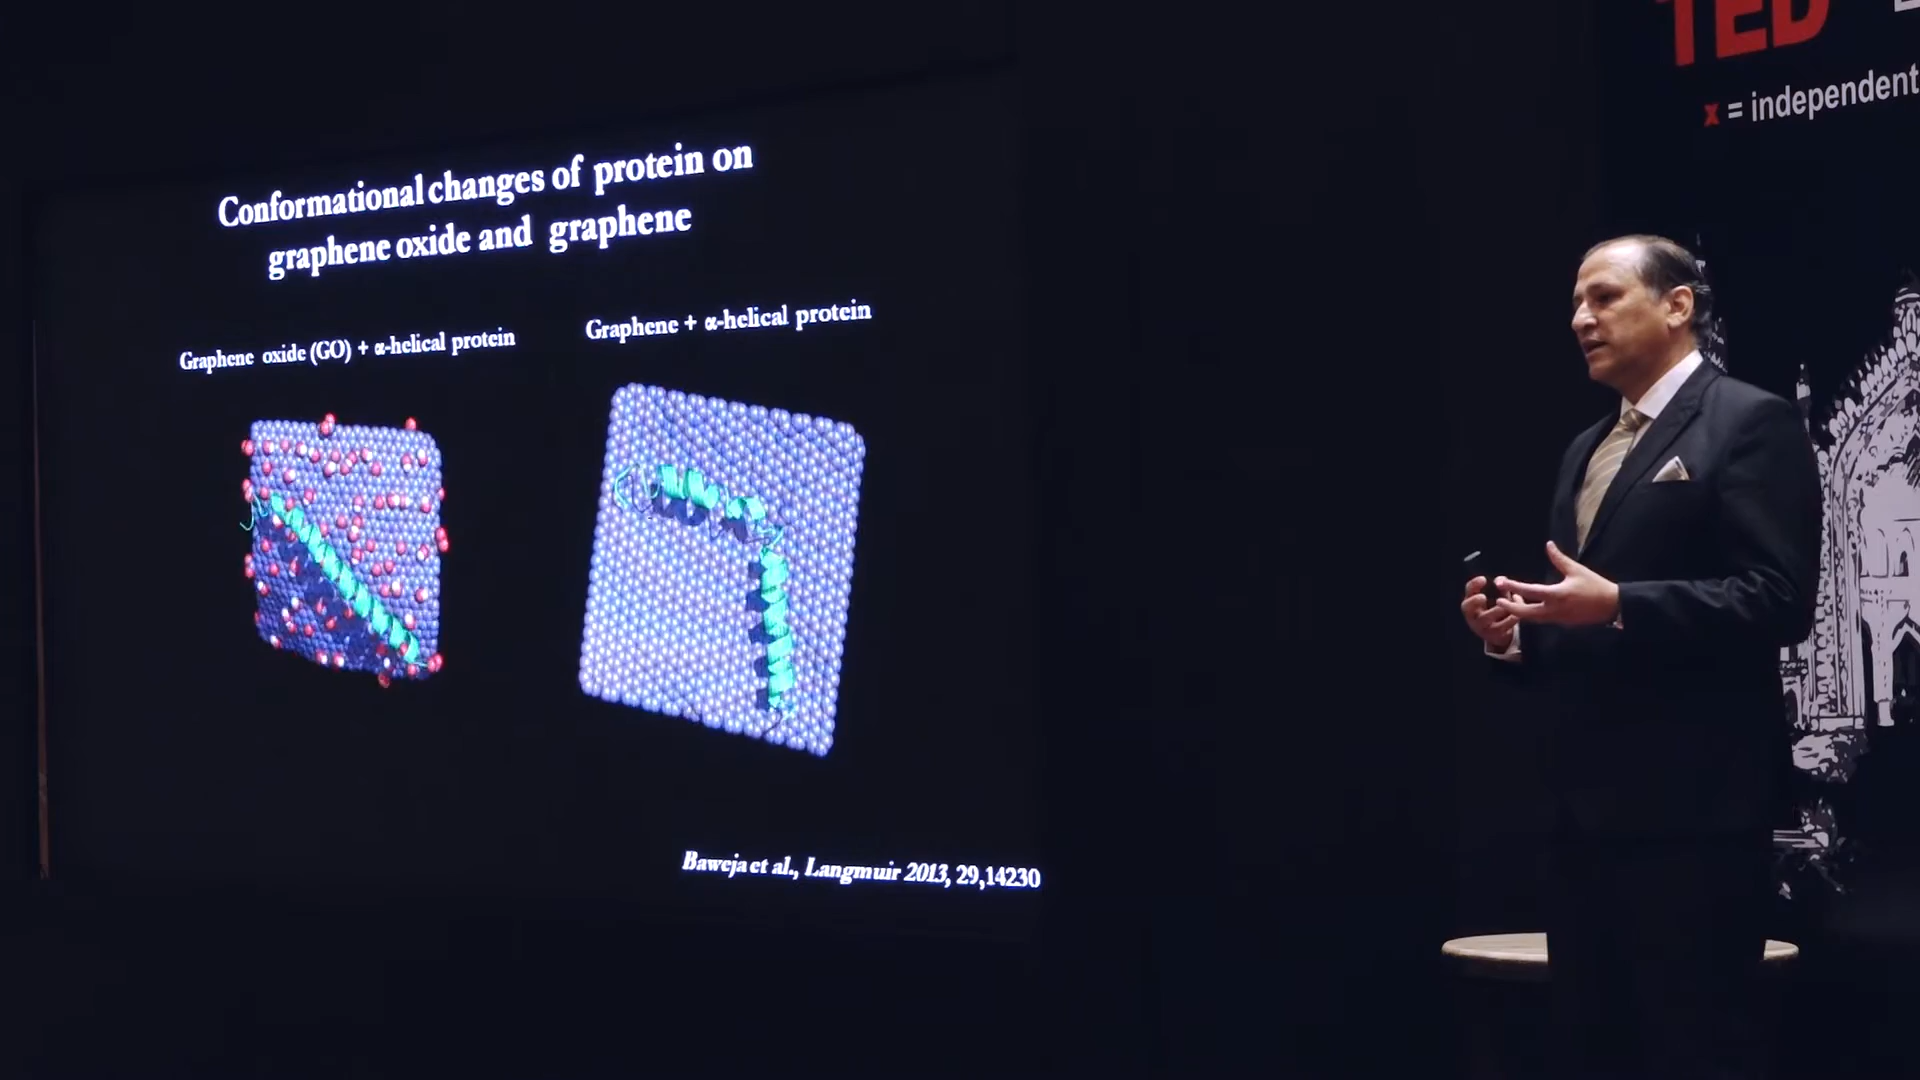 Conformational changes of protein on
graphene oxide and graphene
Graphene oxide (GO) + α-helical protein
Graphene + α-helical protein
Baweja et al., Langmuir 2013, 29,14230
TED
x = independent